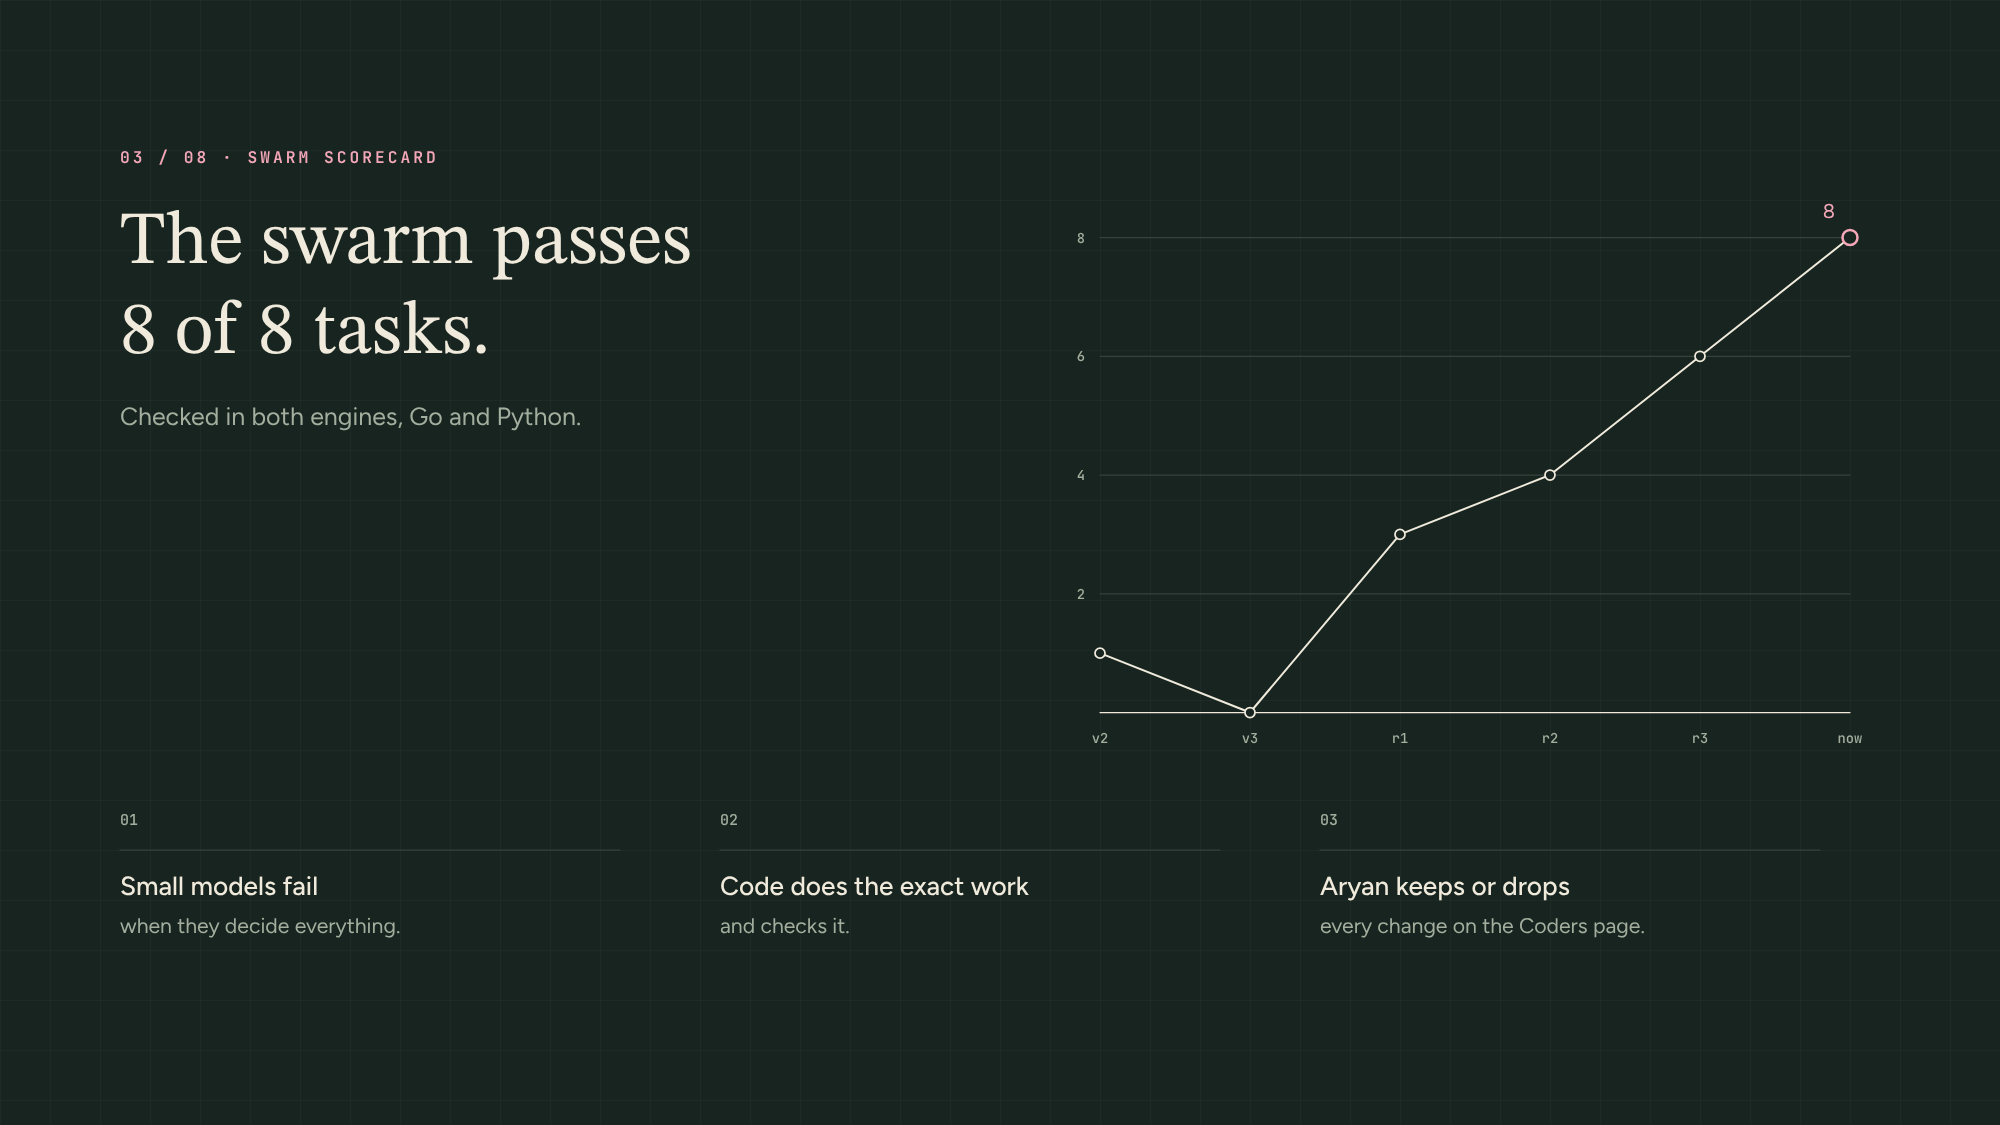 03 / 08 · SWARM SCORECARD
The swarm passes
8 of 8 tasks.
Checked in both engines, Go and Python.
8
8
6
4
2
v2 v3 r1 r2 r3 now
01
Small models fail
when they decide everything.
02
Code does the exact work
and checks it.
03
Aryan keeps or drops
every change on the Coders page.